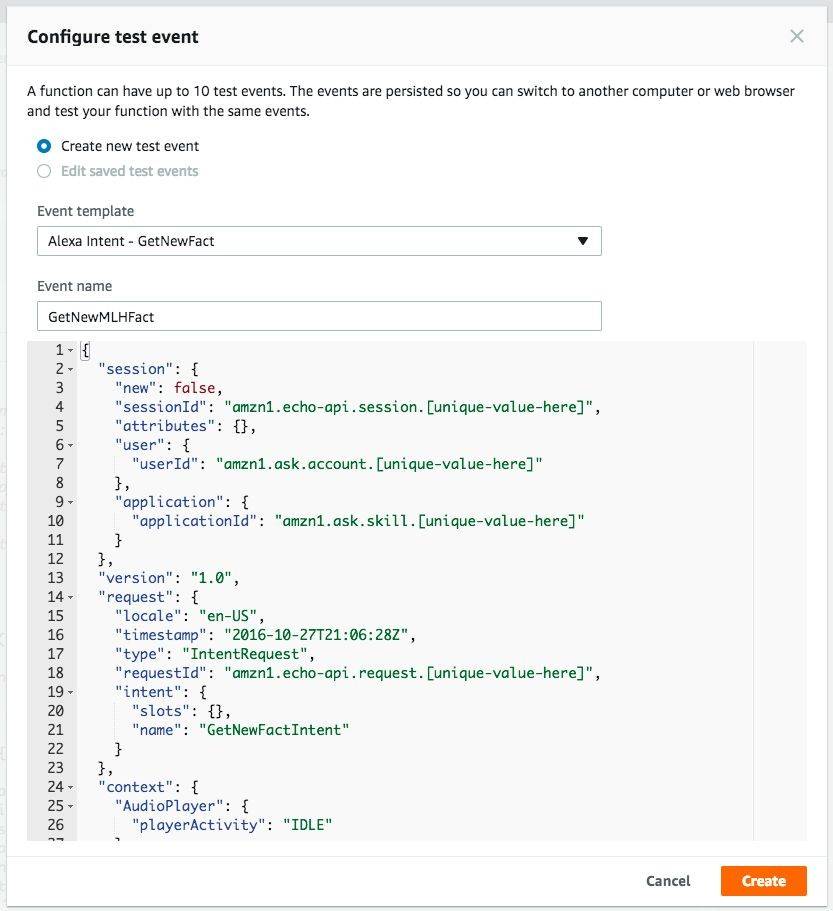 Configure test event
A function can have up to 10 test events. The events are persisted so you can switch to another computer or web browser
and test your function with the same events.
Create new test event
Edit saved test events
Event template
Alexa Intent - GetNewFact
Event name
GetNewMLHFact
1 {
2 "session": {
3 "new": false,
4 "sessionId": "amzn1.echo-api.session.[unique-value-here]",
5 "attributes": {},
6 "user": {
7 "userId": "amzn1.ask.account.[unique-value-here]"
8 },
9 "application": {
10 "applicationId": "amzn1.ask.skill.[unique-value-here]"
11 }
12 },
13 "version": "1.0",
14 "request": {
15 "locale": "en-US",
16 "timestamp": "2016-10-27T21:06:28Z",
17 "type": "IntentRequest",
18 "requestId": "amzn1.echo-api.request.[unique-value-here]",
19 "intent": {
20 "slots": {},
21 "name": "GetNewFactIntent"
22 }
23 },
24 "context": {
25 "AudioPlayer": {
26 "playerActivity": "IDLE"
Cancel
Create